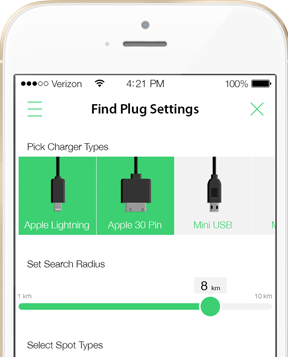 ●●●○○ Verizon 4:21 PM 100%
Find Plug Settings
Pick Charger Types
Apple Lightning Apple 30 Pin Mini USB
Set Search Radius
8 km
1 km 10 km
Select Spot Types